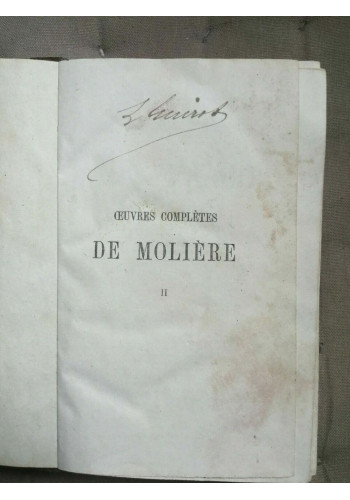 ŒUVRES COMPLÈTES
DE MOLIÈRE
II